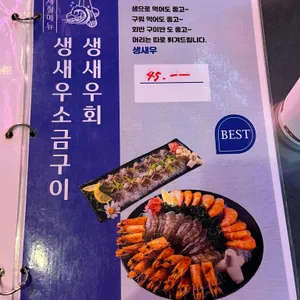 제철메뉴
생새우회
생새우소금구이
생으로 먹어도 좋고~
구워 먹어도 좋고~
회반 구이반 도 좋고~
머리는 따로 튀겨드립니다.
생새우
45.--
BEST